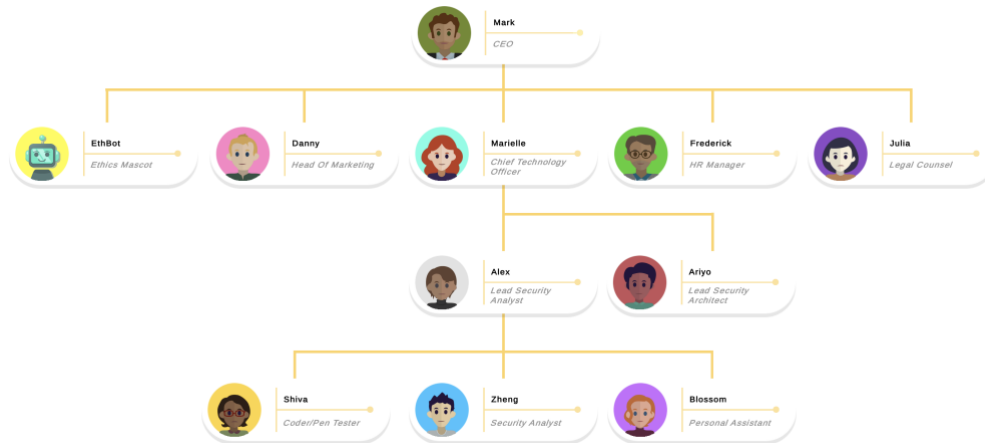 Mark
CEO
EthBot
Ethics Mascot
Danny
Head Of Marketing
Marielle
Chief Technology
Officer
Frederick
HR Manager
Julia
Legal Counsel
Alex
Lead Security
Analyst
Ariyo
Lead Security
Architect
Shiva
Coder/Pen Tester
Zheng
Security Analyst
Blossom
Personal Assistant